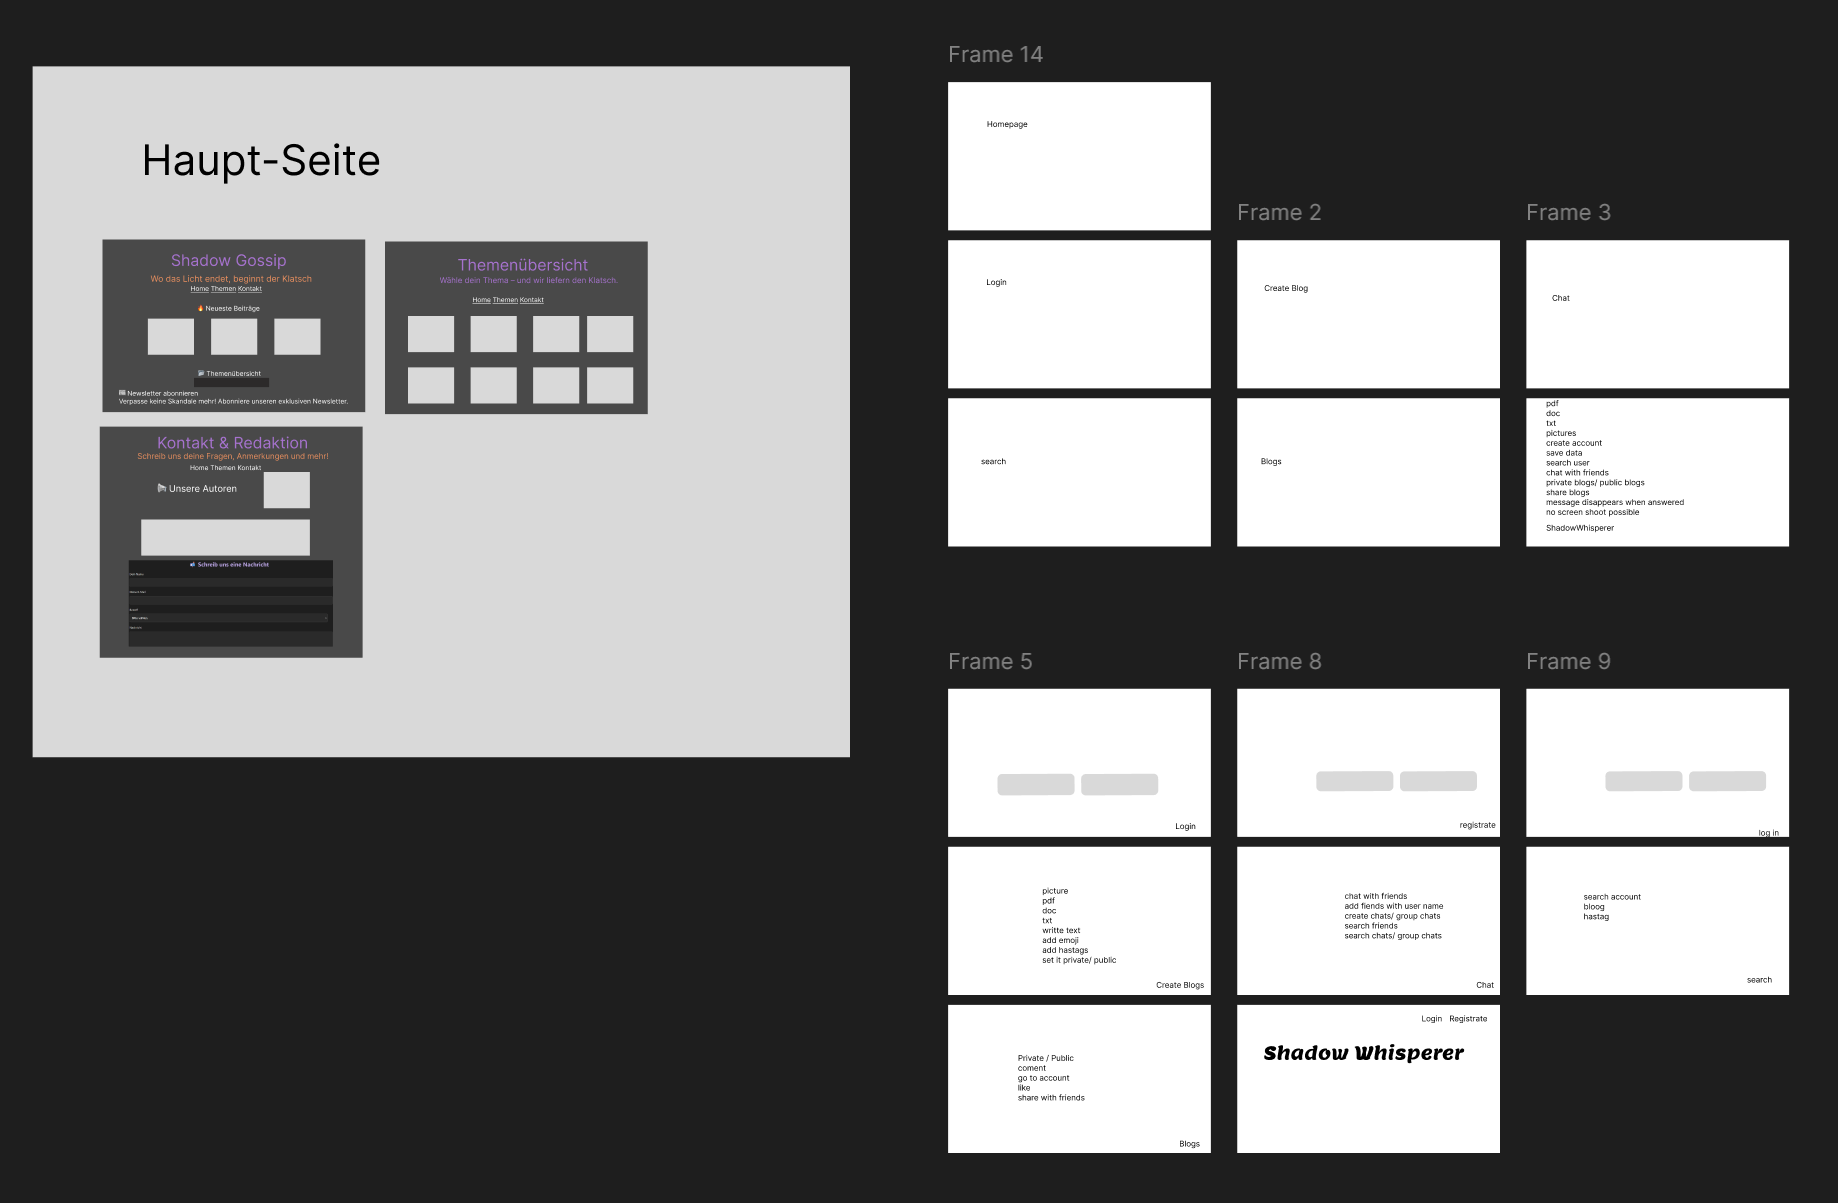 Haupt-Seite
Shadow Gossip
Wo das Licht endet, beginnt der Klatsch
Home Themen Kontakt
🔥 Neueste Beiträge
Themenübersicht
Newsletter abonnieren
Verpasse keine Skandale mehr! Abonniere unseren exklusiven Newsletter.
Themenübersicht
Wähle dein Thema – und wir liefern den Klatsch.
Home Themen Kontakt
Kontakt & Redaktion
Schreib uns deine Fragen, Anmerkungen und mehr!
Home Themen Kontakt
Unsere Autoren
Schreib uns eine Nachricht
Frame 14
Homepage
Login
search
Frame 2
Create Blog
Blogs
Frame 3
Chat
pdf
doc
txt
pictures
create account
save data
search user
chat with friends
private blogs/ public blogs
share blogs
message disappears when answered
no screen shoot possible
ShadowWhisperer
Frame 5
Login
Frame 8
registrate
Frame 9
log in
picture
pdf
doc
txt
writte text
add emoji
add hastags
set it private/ public
Create Blogs
chat with friends
add fiends with user name
create chats/ group chats
search friends
search chats/ group chats
Chat
search account
bloog
hastag
search
Private / Public
coment
go to account
like
share with friends
Blogs
Login Registrate
Shadow Whisperer